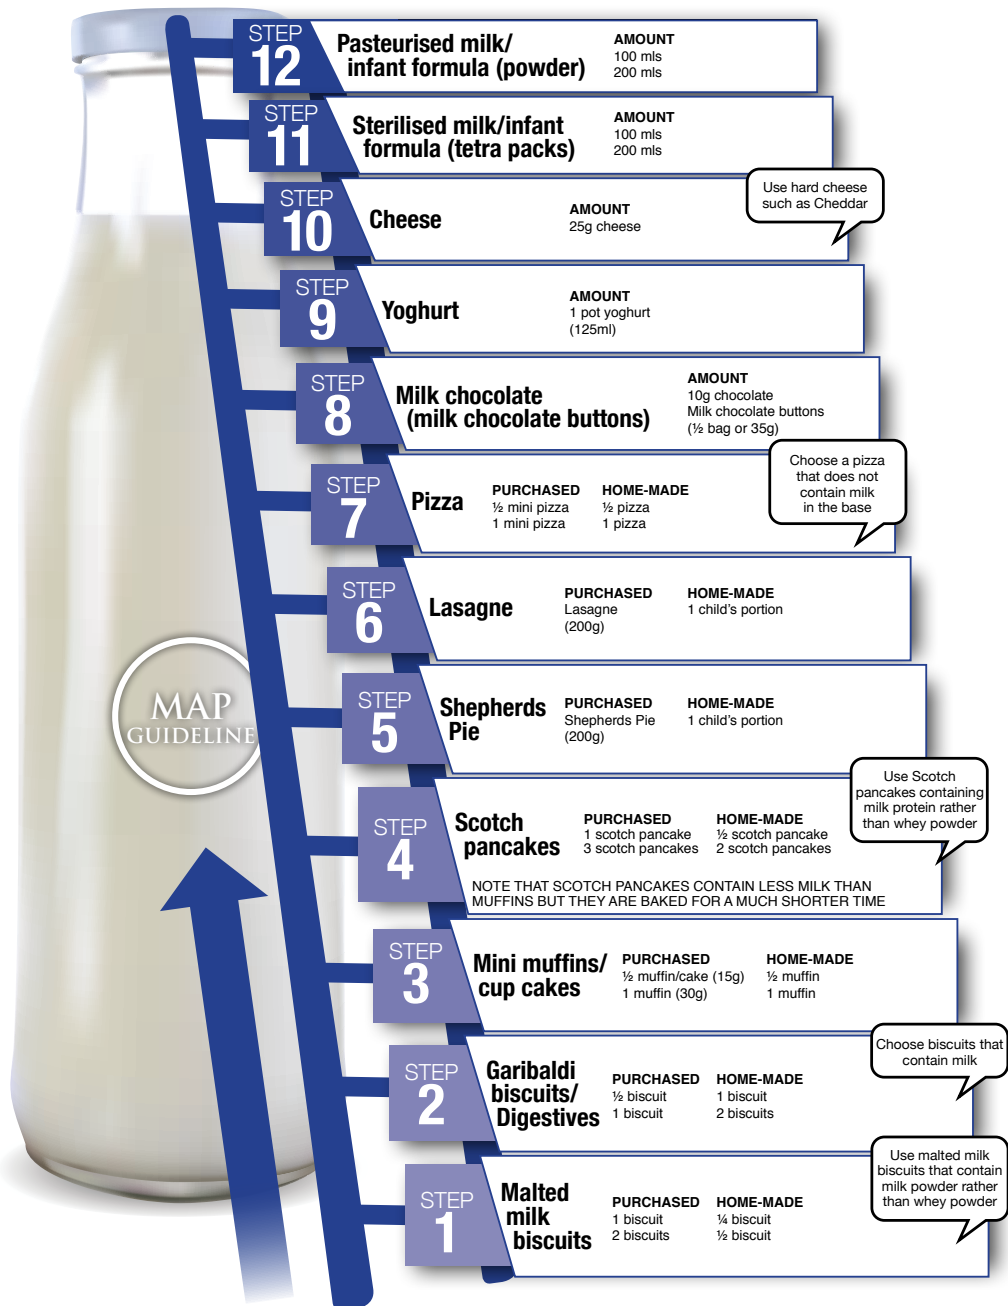 STEP
12
Pasteurised milk/
infant formula (powder)
AMOUNT
100 mls
200 mls
STEP
11
Sterilised milk/infant
formula (tetra packs)
AMOUNT
100 mls
200 mls
STEP
10
Cheese
AMOUNT
25g cheese
Use hard cheese
such as Cheddar
STEP
9
Yoghurt
AMOUNT
1 pot yoghurt
(125ml)
STEP
8
Milk chocolate
(milk chocolate buttons)
AMOUNT
10g chocolate
Milk chocolate buttons
(½ bag or 35g)
STEP
7
Pizza
PURCHASED
½ mini pizza
1 mini pizza
HOME-MADE
½ pizza
1 pizza
Choose a pizza
that does not
contain milk
in the base
STEP
6
Lasagne
PURCHASED
Lasagne
(200g)
HOME-MADE
1 child's portion
MAP
GUIDELINE
STEP
5
Shepherds
Pie
PURCHASED
Shepherds Pie
(200g)
HOME-MADE
1 child's portion
STEP
4
Scotch
pancakes
PURCHASED
1 scotch pancake
3 scotch pancakes
HOME-MADE
½ scotch pancake
2 scotch pancakes
Use Scotch
pancakes containing
milk protein rather
than whey powder
NOTE THAT SCOTCH PANCAKES CONTAIN LESS MILK THAN
MUFFINS BUT THEY ARE BAKED FOR A MUCH SHORTER TIME
STEP
3
Mini muffins/
cup cakes
PURCHASED
½ muffin/cake (15g)
1 muffin (30g)
HOME-MADE
½ muffin
1 muffin
STEP
2
Garibaldi
biscuits/
Digestives
PURCHASED
½ biscuit
1 biscuit
HOME-MADE
1 biscuit
2 biscuits
Choose biscuits that
contain milk
STEP
1
Malted
milk
biscuits
PURCHASED
1 biscuit
2 biscuits
HOME-MADE
¼ biscuit
½ biscuit
Use malted milk
biscuits that contain
milk powder rather
than whey powder